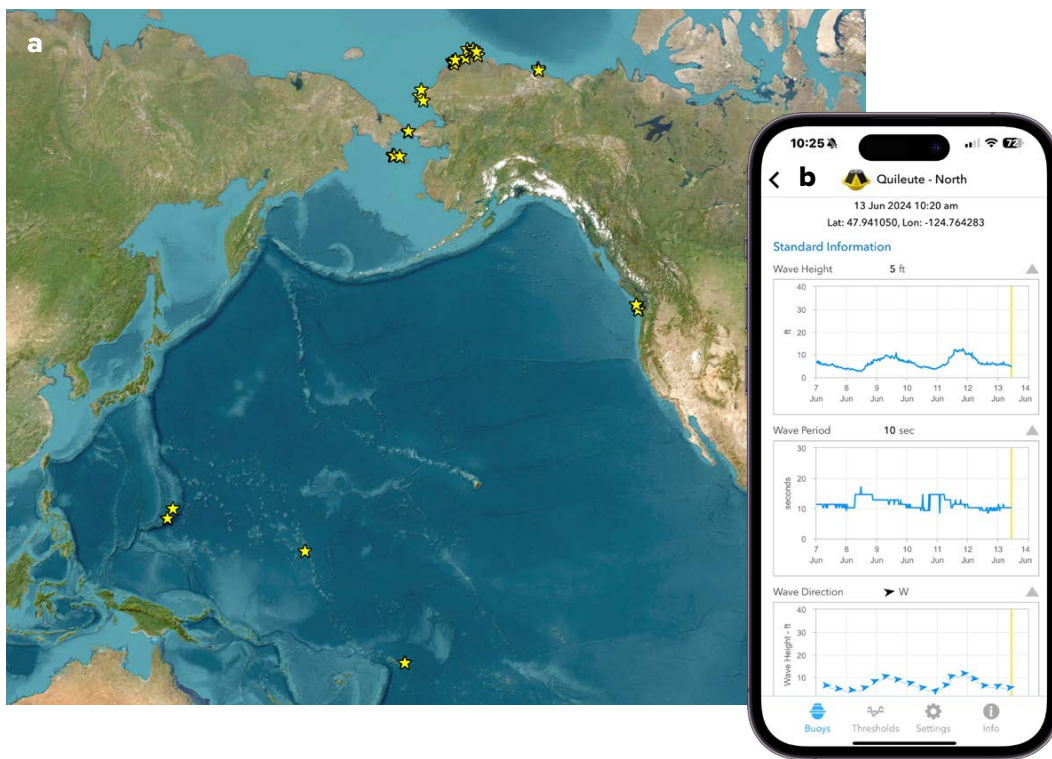 a
10:25
72
b
Quileute - North
13 Jun 2024 10:20 am
Lat: 47.941050, Lon: -124.764283
Standard Information
Wave Height 5 ft
40
30
20
10
0
ft
7 8 9 10 11 12 13 14
Jun Jun Jun Jun Jun Jun Jun Jun
Wave Period 10 sec
30
20
10
0
seconds
7 8 9 10 11 12 13 14
Jun Jun Jun Jun Jun Jun Jun Jun
Wave Direction W
40
30
20
10
Wave Height - ft
Buoys Thresholds Settings Info